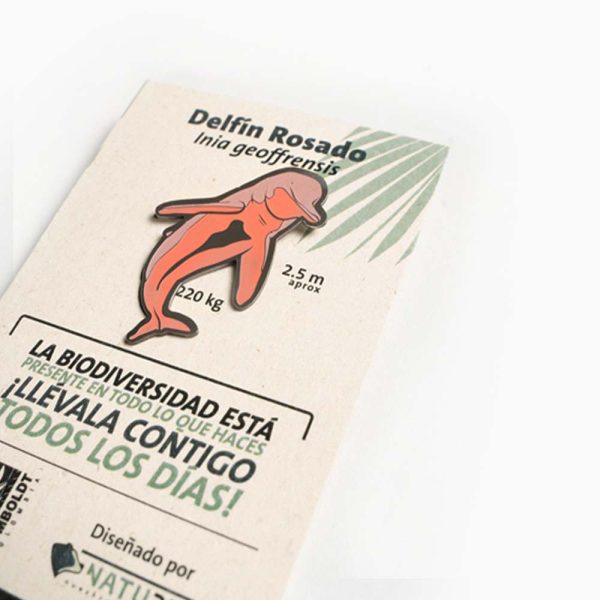 Delfín Rosado
Inia geoffrensis
2.5 m
aprox
220 kg
LA BIODIVERSIDAD ESTÁ
PRESENTE EN TODO LO QUE HACES
¡LLÉVALA CONTIGO
TODOS LOS DÍAS!
Diseñado por